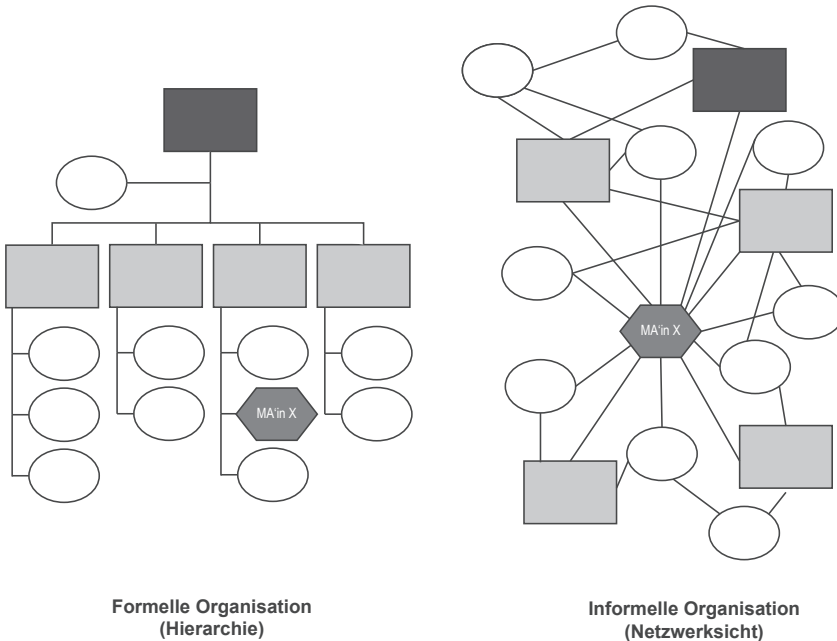 MA‘in X
MA‘in X
Formelle Organisation
(Hierarchie)
Informelle Organisation
(Netzwerksicht)